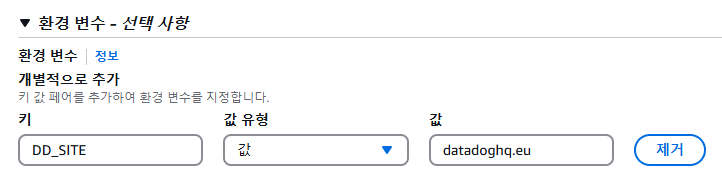 ▼ 환경 변수 - 선택 사항
환경 변수 | 정보
개별적으로 추가
키 값 페어를 추가하여 환경 변수를 지정합니다.
키 값 유형 값
DD_SITE 값 datadoghq.eu 제거